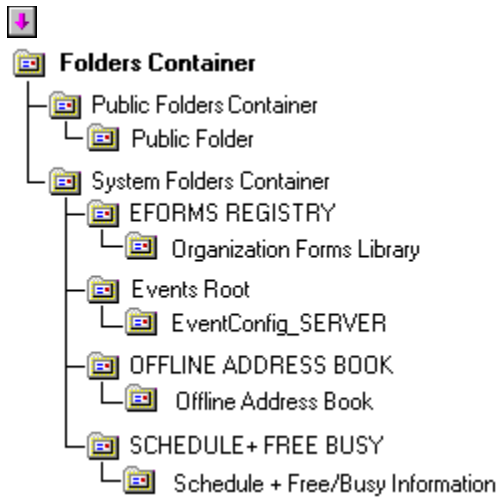 Folders Container
Public Folders Container
Public Folder
System Folders Container
EFORMS REGISTRY
Organization Forms Library
Events Root
EventConfig_SERVER
OFFLINE ADDRESS BOOK
Offline Address Book
SCHEDULE+ FREE BUSY
Schedule + Free/Busy Information